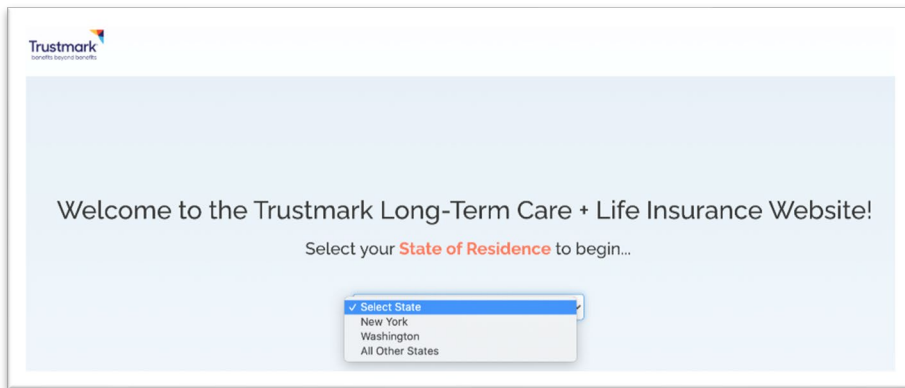 Trustmark
benefits beyond benefits
Welcome to the Trustmark Long-Term Care + Life Insurance Website!
Select your State of Residence to begin...
✓ Select State
New York
Washington
All Other States